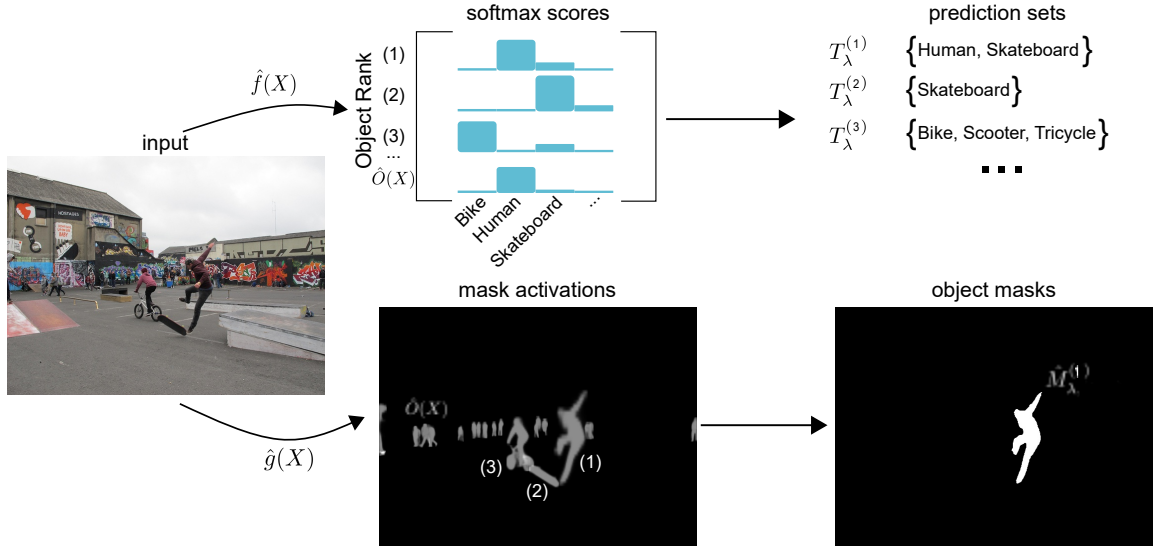 softmax scores
prediction sets
Object Rank
(1)
(2)
(3)
...
Ô(X)
Bike
Human
Skateboard
...
f̂(X)
T_λ^(1) {Human, Skateboard}
T_λ^(2) {Skateboard}
T_λ^(3) {Bike, Scooter, Tricycle}
...
input
HOSTAGES
ĝ(X)
mask activations
Ô(X)
(3)
(2)
(1)
object masks
M̂_λ^(1)